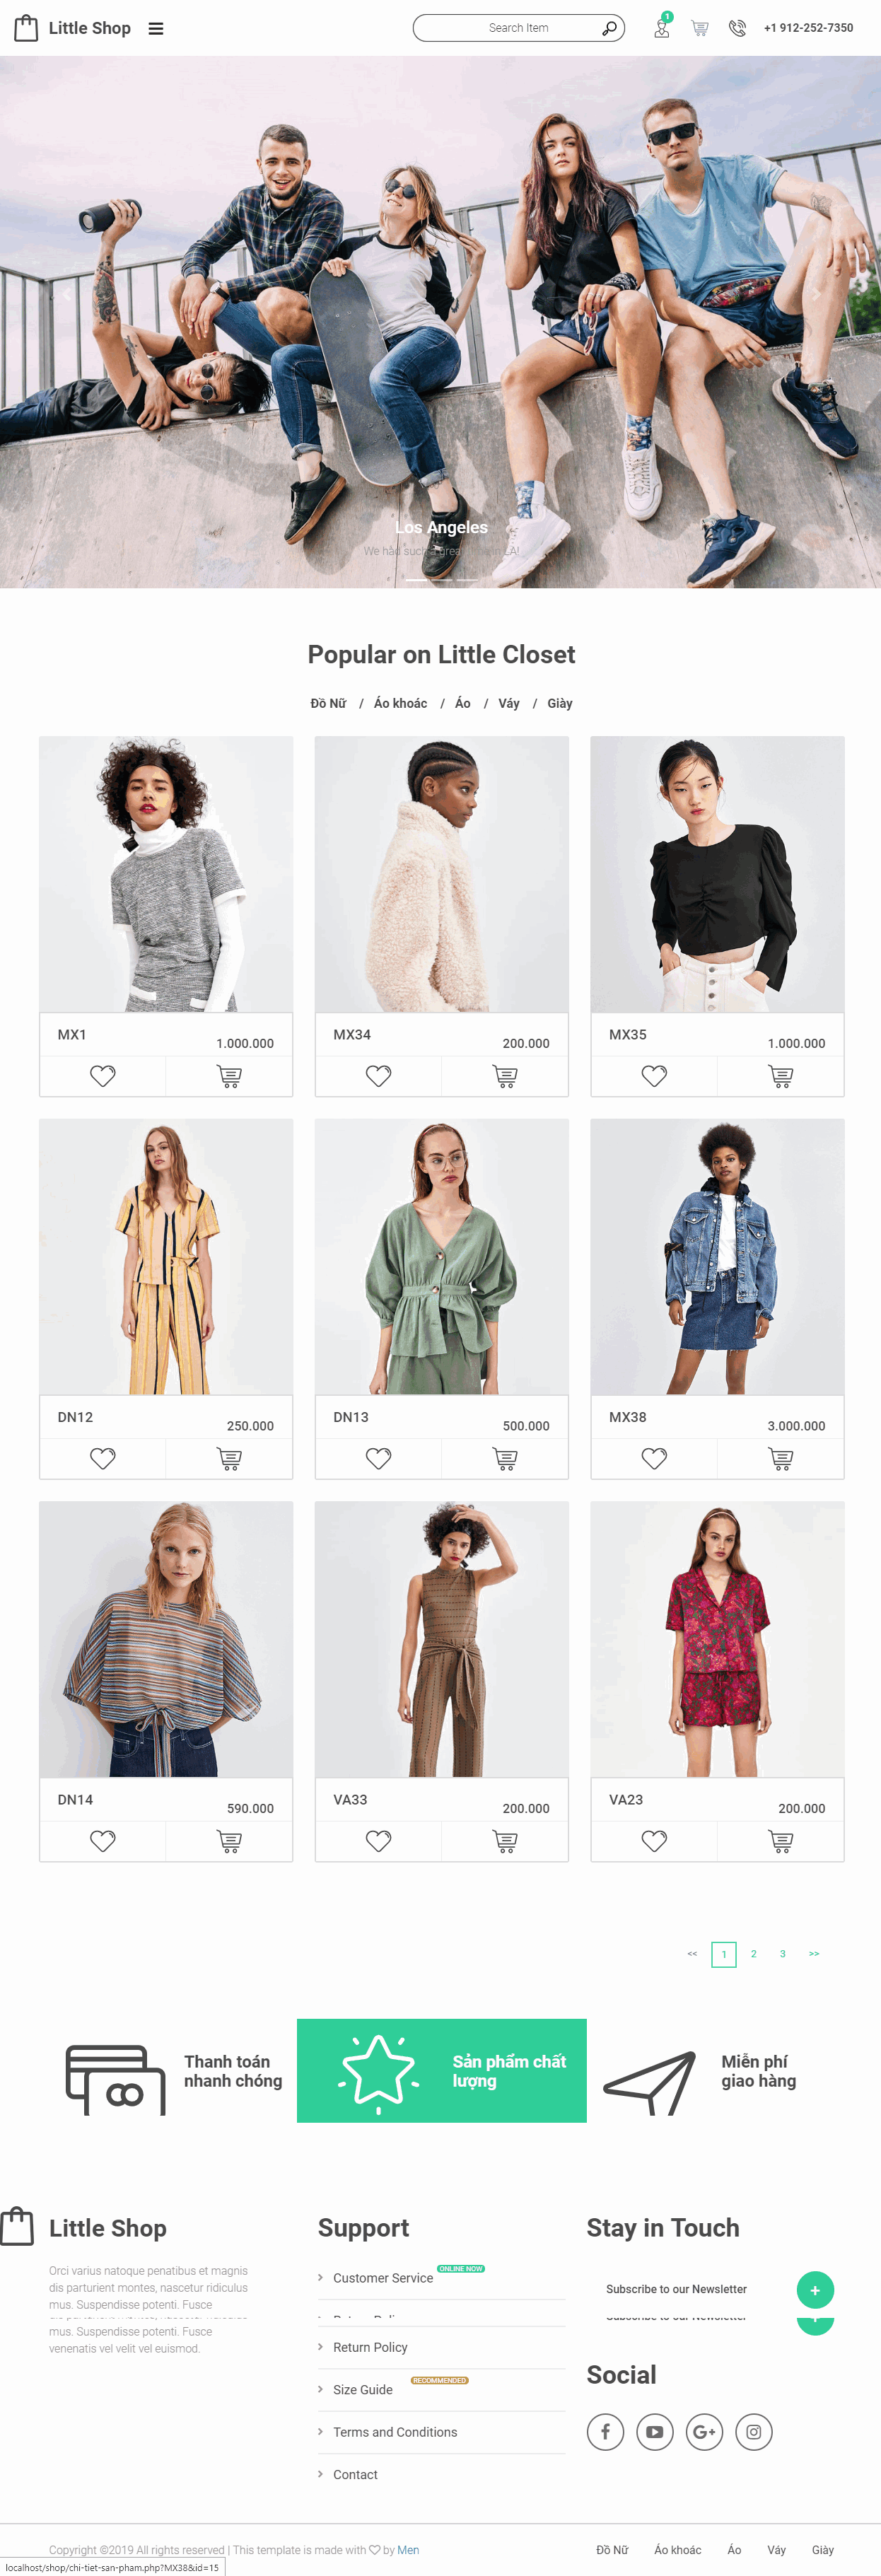 Little Shop
Search Item
1
+1 912-252-7350
Los Angeles
We had such a great LA!
Popular on Little Closet
Đồ Nữ / Áo khoác / Áo / Váy / Giày
MX1
1.000.000
MX34
200.000
MX35
1.000.000
DN12
250.000
DN13
500.000
MX38
3.000.000
DN14
590.000
VA33
200.000
VA23
200.000
<< 1 2 3 >>
Thanh toán
nhanh chóng
Sản phẩm chất
lượng
Miễn phí
giao hàng
Little Shop
Orci varius natoque penatibus et magnis
dis parturient montes, nascetur ridiculus
mus. Suspendisse potenti. Fusce
mus. Suspendisse potenti. Fusce
venenatis vel velit vel euismod.
Support
Customer Service
ONLINE NOW
Return Policy
Size Guide
RECOMMENDED
Terms and Conditions
Contact
Stay in Touch
Subscribe to our Newsletter
+
Subscribe to our Newsletter
Social
Copyright ©2019 All rights reserved | This template is made with by Men
Đồ Nữ Áo khoác Áo Váy Giày
localhost/shop/chi-tiet-san-pham.php?MX38&id=15